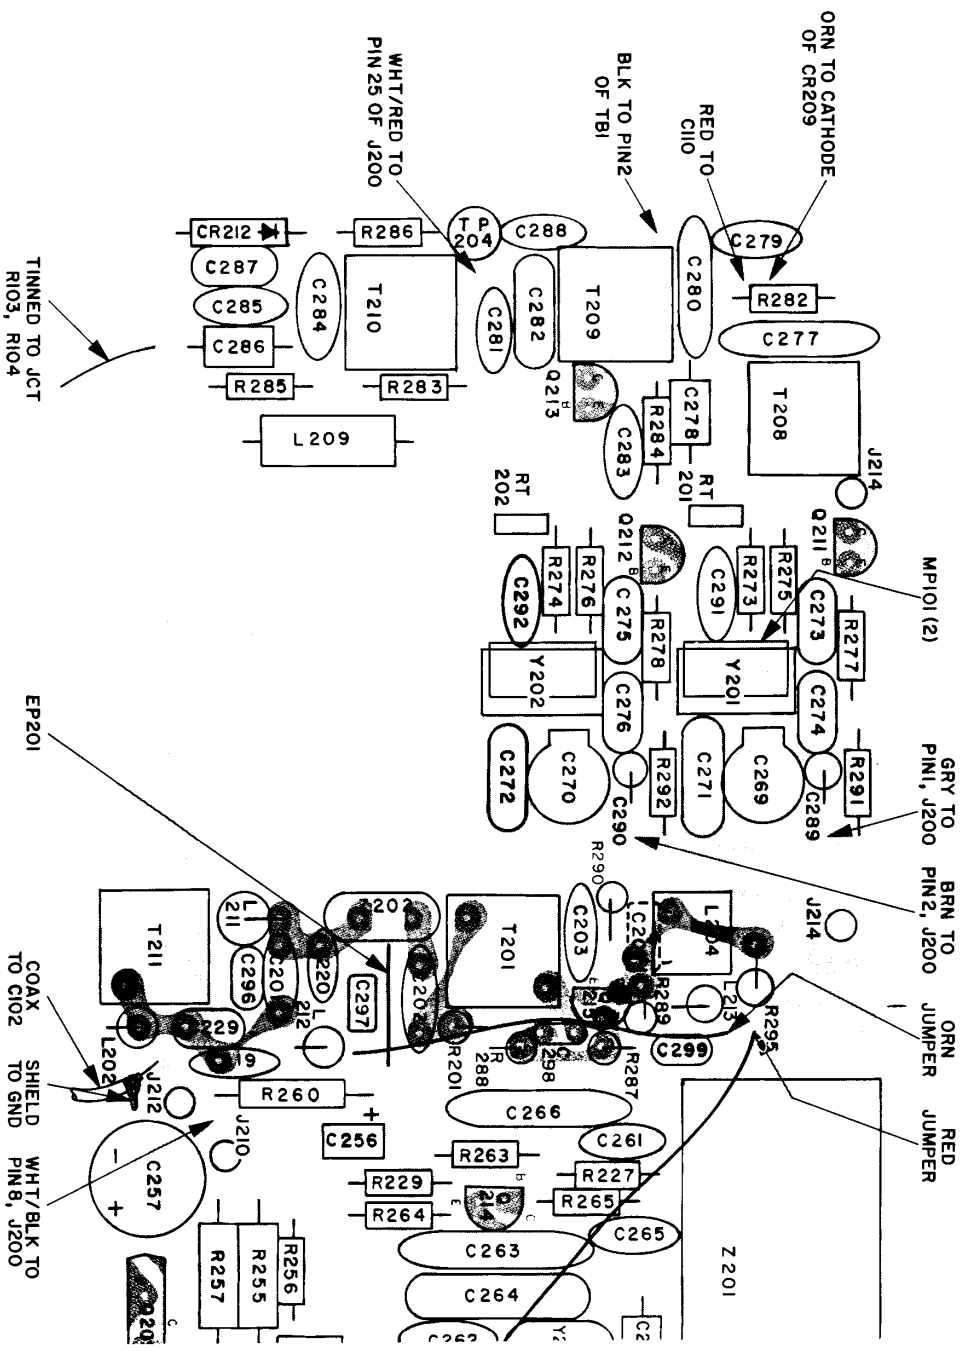 ORN TO CATHODE
OF CR209
RED TO
C110
BLK TO PIN2
OF TB1
WHT/RED TO
PIN 25 OF J200
TINNED TO JCT
R103, R104
CR212
C287
C285
C286
R285
R286
C284
T210
R283
L209
TP
204
C288
C281
C282
T209
C280
C279
R282
C277
T208
J214
Q213
C
E
B
C283
R284
C278
RT
202
RT
201
Q212
C
E
B
Q211
C
E
B
MP101 (2)
R274
R276
C292
C275
R278
R273
R275
C291
C273
R277
Y202
Y201
C276
C274
C272
C270
C290
R292
C271
C269
C289
R291
GRY TO
PIN1, J200
BRN TO
PIN2, J200
ORN
JUMPER
RED
JUMPER
EP201
R290
J214
T211
L
211
C296
220
C297
T201
C203
L204
L213
R295
R289
C299
229
L
212
R201
R
288
298
R287
L202
J212
J210
COAX
TO C102
SHIELD
TO GND
WHT/BLK TO
PIN8, J200
R260
+
C256
C266
C261
R263
R227
R229
R264
R265
C265
Q
214
B
E
C
C257
-
+
C263
C264
Z201
R257
R255
R256
C